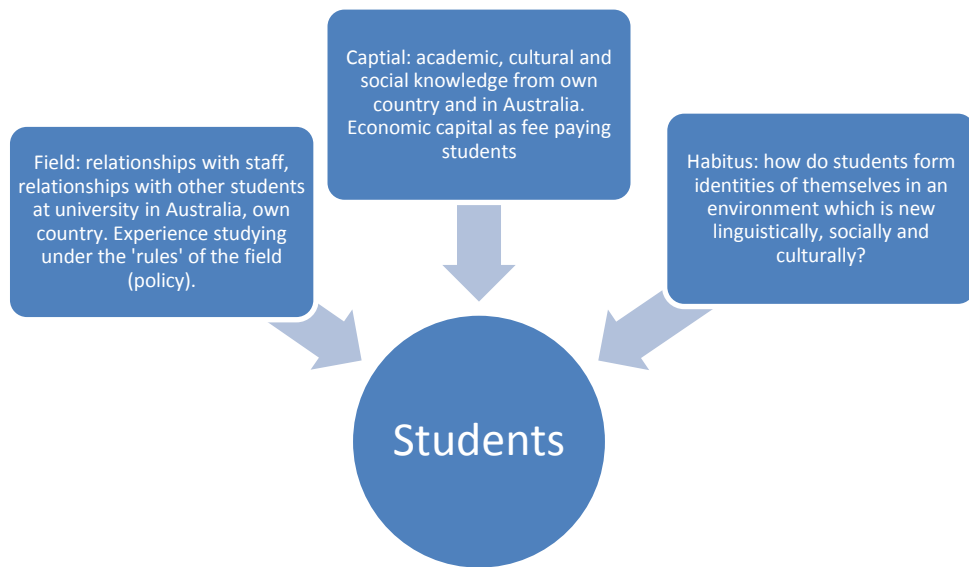 Field: relationships with staff,
relationships with other students
at university in Australia, own
country. Experience studying
under the 'rules' of the field
(policy).
Captial: academic, cultural and
social knowledge from own
country and in Australia.
Economic capital as fee paying
students
Habitus: how do students form
identities of themselves in an
environment which is new
linguistically, socially and
culturally?
Students